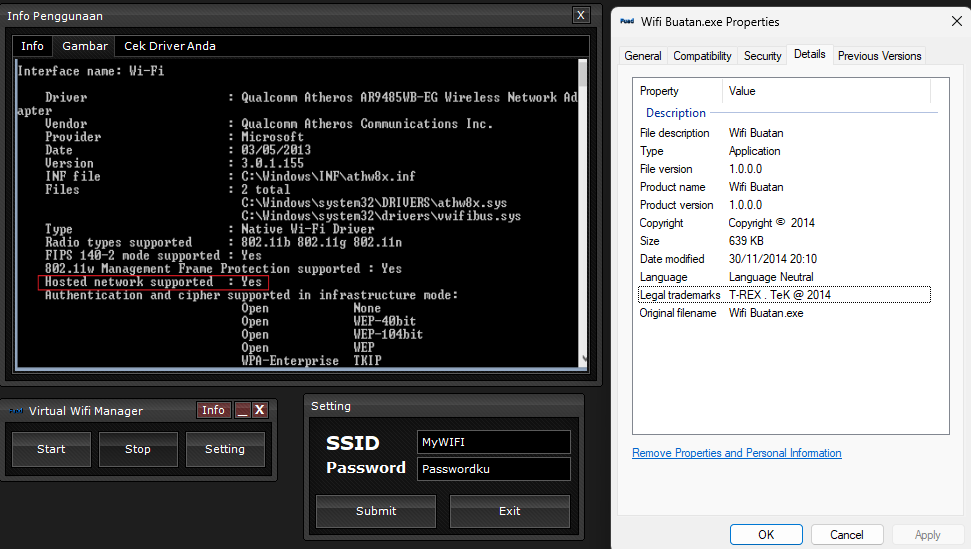 Info Penggunaan
X
Info Gambar Cek Driver Anda
Interface name: Wi-Fi
Driver : Qualcomm Atheros AR9485WB-EG Wireless Network Ad
apter
Vendor : Qualcomm Atheros Communications Inc.
Provider : Microsoft
Date : 03/05/2013
Version : 3.0.1.155
INF file : C:\Windows\INF\athw8x.inf
Files : 2 total
C:\Windows\system32\DRIVERS\athw8x.sys
C:\Windows\system32\drivers\vwifibus.sys
Type : Native Wi-Fi Driver
Radio types supported : 802.11b 802.11g 802.11n
FIPS 140-2 mode supported : Yes
802.11w Management Frame Protection supported : Yes
Hosted network supported : Yes
Authentication and cipher supported in infrastructure mode:
Open None
Open WEP-40bit
Open WEP-104bit
Open WEP
WPA-Enterprise TKIP
Virtual Wifi Manager
Info _ X
Start Stop Setting
Setting
SSID MyWIFI
Password Passwordku
Submit Exit
Wifi Buatan.exe Properties
General Compatibility Security Details Previous Versions
Property Value
Description
File description Wifi Buatan
Type Application
File version 1.0.0.0
Product name Wifi Buatan
Product version 1.0.0.0
Copyright Copyright © 2014
Size 639 KB
Date modified 30/11/2014 20:10
Language Language Neutral
Legal trademarks T-REX . TeK @ 2014
Original filename Wifi Buatan.exe
Remove Properties and Personal Information
OK Cancel Apply